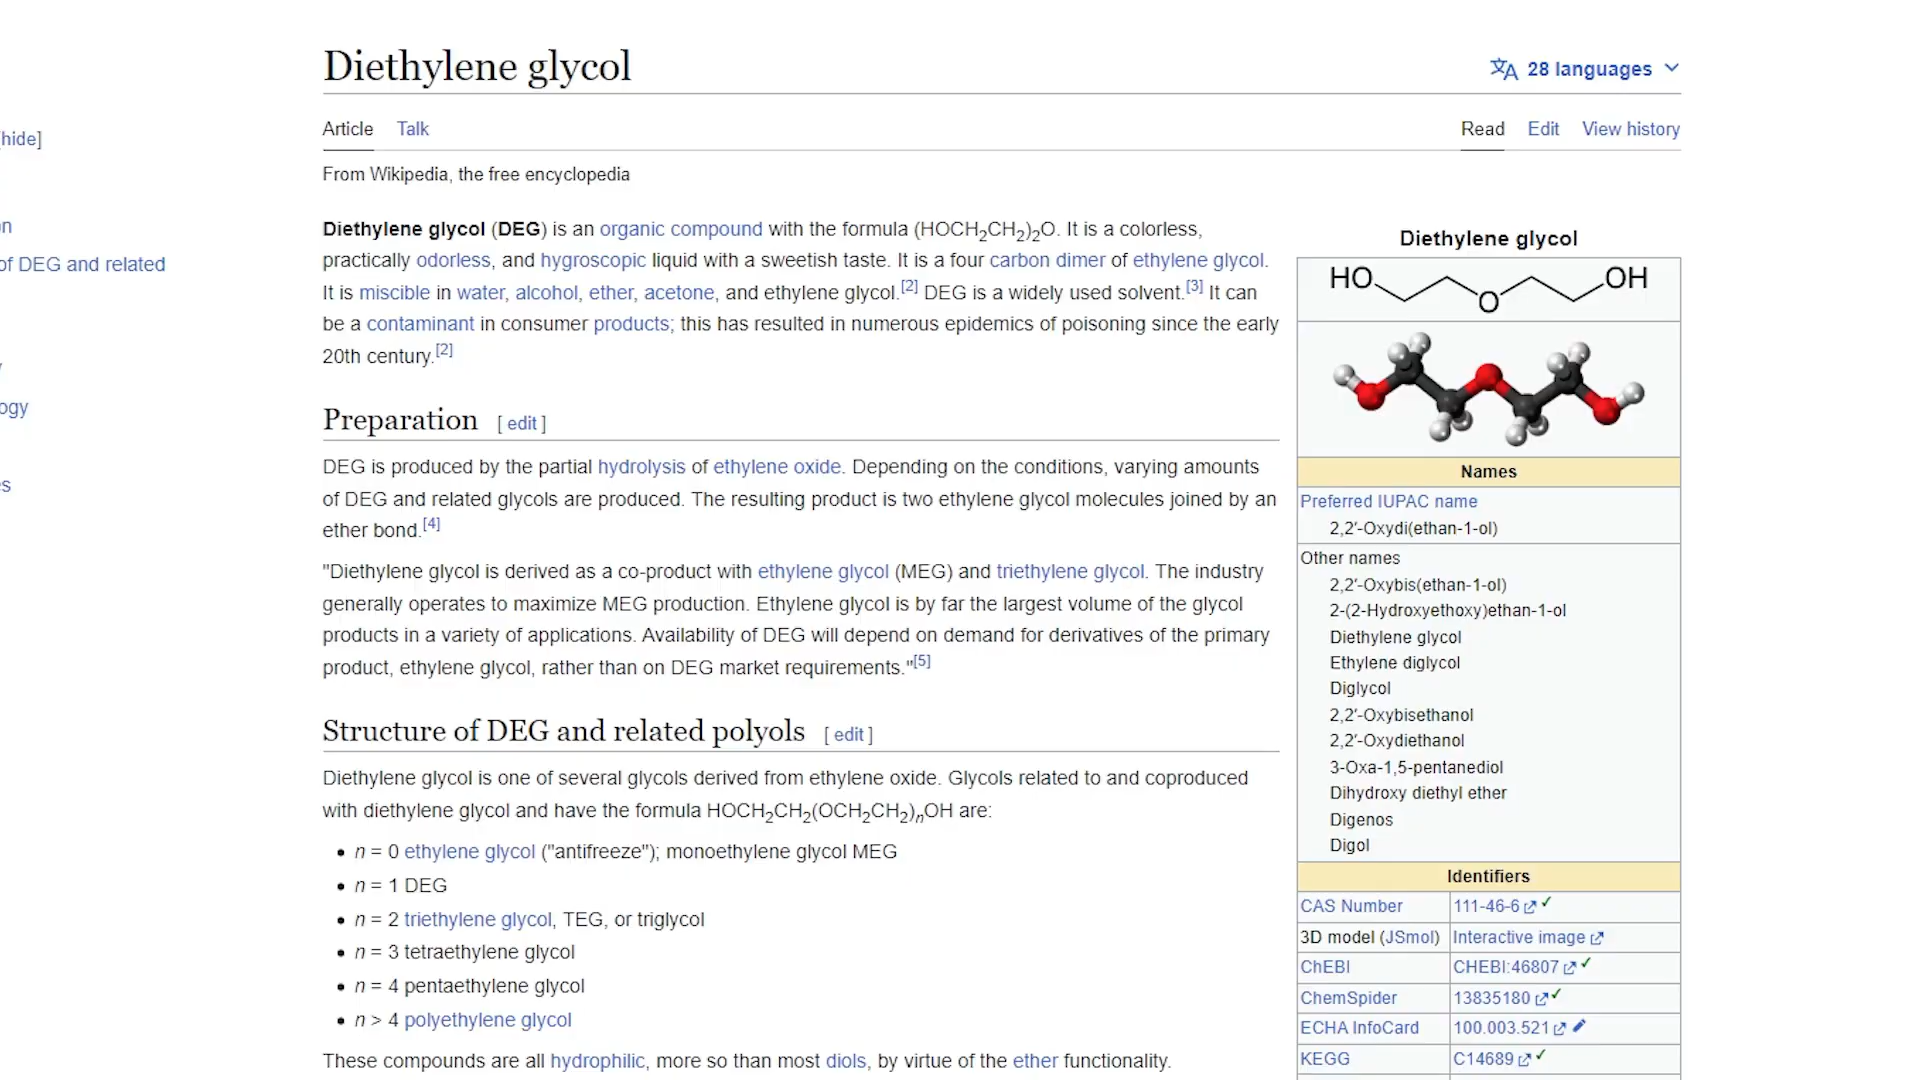 Diethylene glycol
28 languages
Article Talk
Read Edit View history
[hide]
From Wikipedia, the free encyclopedia
of DEG and related
Diethylene glycol (DEG) is an organic compound with the formula (HOCH2CH2)2O. It is a colorless,
practically odorless, and hygroscopic liquid with a sweetish taste. It is a four carbon dimer of ethylene glycol.
It is miscible in water, alcohol, ether, acetone, and ethylene glycol.[2] DEG is a widely used solvent.[3] It can
be a contaminant in consumer products; this has resulted in numerous epidemics of poisoning since the early
20th century.[2]
Preparation [ edit ]
DEG is produced by the partial hydrolysis of ethylene oxide. Depending on the conditions, varying amounts
of DEG and related glycols are produced. The resulting product is two ethylene glycol molecules joined by an
ether bond.[4]
"Diethylene glycol is derived as a co-product with ethylene glycol (MEG) and triethylene glycol. The industry
generally operates to maximize MEG production. Ethylene glycol is by far the largest volume of the glycol
products in a variety of applications. Availability of DEG will depend on demand for derivatives of the primary
product, ethylene glycol, rather than on DEG market requirements."[5]
Structure of DEG and related polyols [ edit ]
Diethylene glycol is one of several glycols derived from ethylene oxide. Glycols related to and coproduced
with diethylene glycol and have the formula HOCH2CH2(OCH2CH2)nOH are:
• n = 0 ethylene glycol ("antifreeze"); monoethylene glycol MEG
• n = 1 DEG
• n = 2 triethylene glycol, TEG, or triglycol
• n = 3 tetraethylene glycol
• n = 4 pentaethylene glycol
• n > 4 polyethylene glycol
These compounds are all hydrophilic, more so than most diols, by virtue of the ether functionality.
Diethylene glycol
HO O OH
Names
Preferred IUPAC name
2,2′-Oxydi(ethan-1-ol)
Other names
2,2′-Oxybis(ethan-1-ol)
2-(2-Hydroxyethoxy)ethan-1-ol
Diethylene glycol
Ethylene diglycol
Diglycol
2,2′-Oxybisethanol
2,2′-Oxydiethanol
3-Oxa-1,5-pentanediol
Dihydroxy diethyl ether
Digenos
Digol
Identifiers
CAS Number 111-46-6
3D model (JSmol) Interactive image
ChEBI CHEBI:46807
ChemSpider 13835180
ECHA InfoCard 100.003.521
KEGG C14689